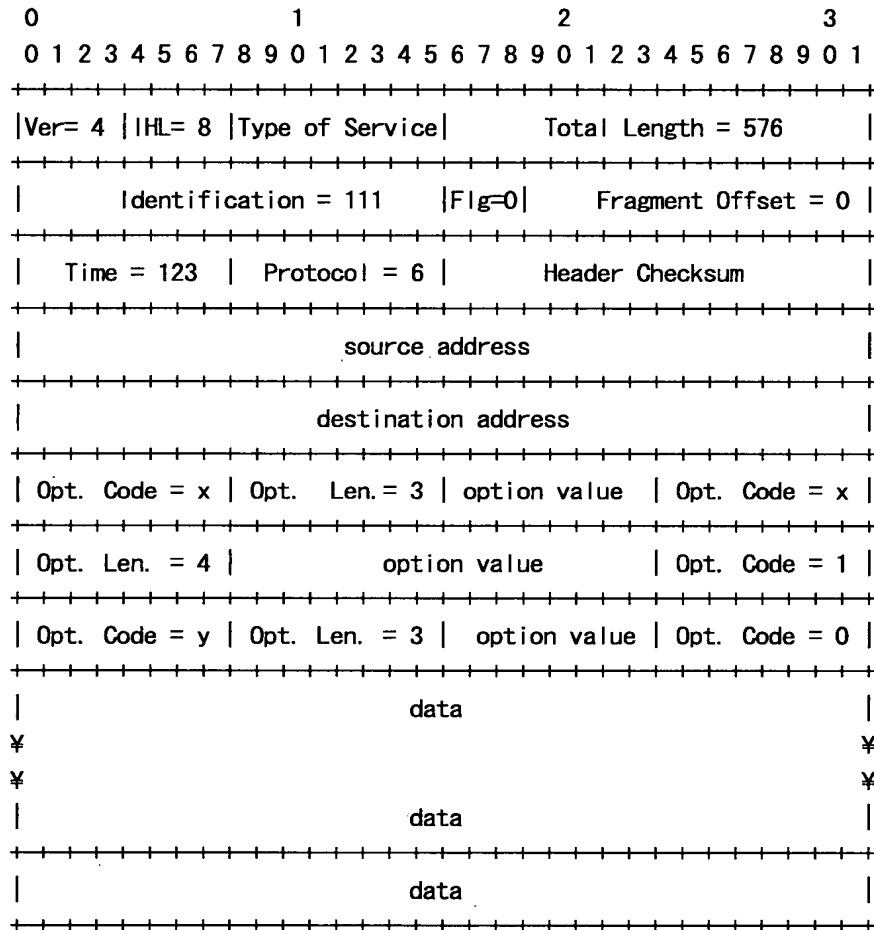 0 1 2 3
0 1 2 3 4 5 6 7 8 9 0 1 2 3 4 5 6 7 8 9 0 1 2 3 4 5 6 7 8 9 0 1
+-+-+-+-+-+-+-+-+-+-+-+-+-+-+-+-+-+-+-+-+-+-+-+-+-+-+-+-+-+-+-+-+
|Ver= 4 |IHL= 8 |Type of Service| Total Length = 576 |
+-+-+-+-+-+-+-+-+-+-+-+-+-+-+-+-+-+-+-+-+-+-+-+-+-+-+-+-+-+-+-+-+
| Identification = 111 |Flg=0| Fragment Offset = 0 |
+-+-+-+-+-+-+-+-+-+-+-+-+-+-+-+-+-+-+-+-+-+-+-+-+-+-+-+-+-+-+-+-+
| Time = 123 | Protocol = 6 | Header Checksum |
+-+-+-+-+-+-+-+-+-+-+-+-+-+-+-+-+-+-+-+-+-+-+-+-+-+-+-+-+-+-+-+-+
| source address |
+-+-+-+-+-+-+-+-+-+-+-+-+-+-+-+-+-+-+-+-+-+-+-+-+-+-+-+-+-+-+-+-+
| destination address |
+-+-+-+-+-+-+-+-+-+-+-+-+-+-+-+-+-+-+-+-+-+-+-+-+-+-+-+-+-+-+-+-+
| Opt. Code = x | Opt. Len.= 3 | option value | Opt. Code = x |
+-+-+-+-+-+-+-+-+-+-+-+-+-+-+-+-+-+-+-+-+-+-+-+-+-+-+-+-+-+-+-+-+
| Opt. Len. = 4 | option value | Opt. Code = 1 |
+-+-+-+-+-+-+-+-+-+-+-+-+-+-+-+-+-+-+-+-+-+-+-+-+-+-+-+-+-+-+-+-+
| Opt. Code = y | Opt. Len. = 3 | option value | Opt. Code = 0 |
+-+-+-+-+-+-+-+-+-+-+-+-+-+-+-+-+-+-+-+-+-+-+-+-+-+-+-+-+-+-+-+-+
| data |
¥ ¥
¥ ¥
| data |
+-+-+-+-+-+-+-+-+-+-+-+-+-+-+-+-+-+-+-+-+-+-+-+-+-+-+-+-+-+-+-+-+
| data |
+-+-+-+-+-+-+-+-+-+-+-+-+-+-+-+-+-+-+-+-+-+-+-+-+-+-+-+-+-+-+-+-+